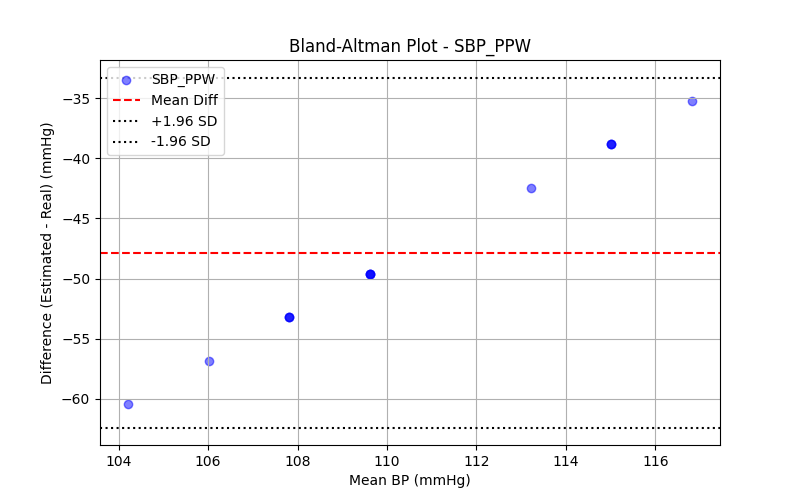 Bland-Altman Plot - SBP_PPW
SBP_PPW
Mean Diff
+1.96 SD
-1.96 SD
Difference (Estimated - Real) (mmHg)
−35
−40
−45
−50
−55
−60
104 106 108 110 112 114 116
Mean BP (mmHg)